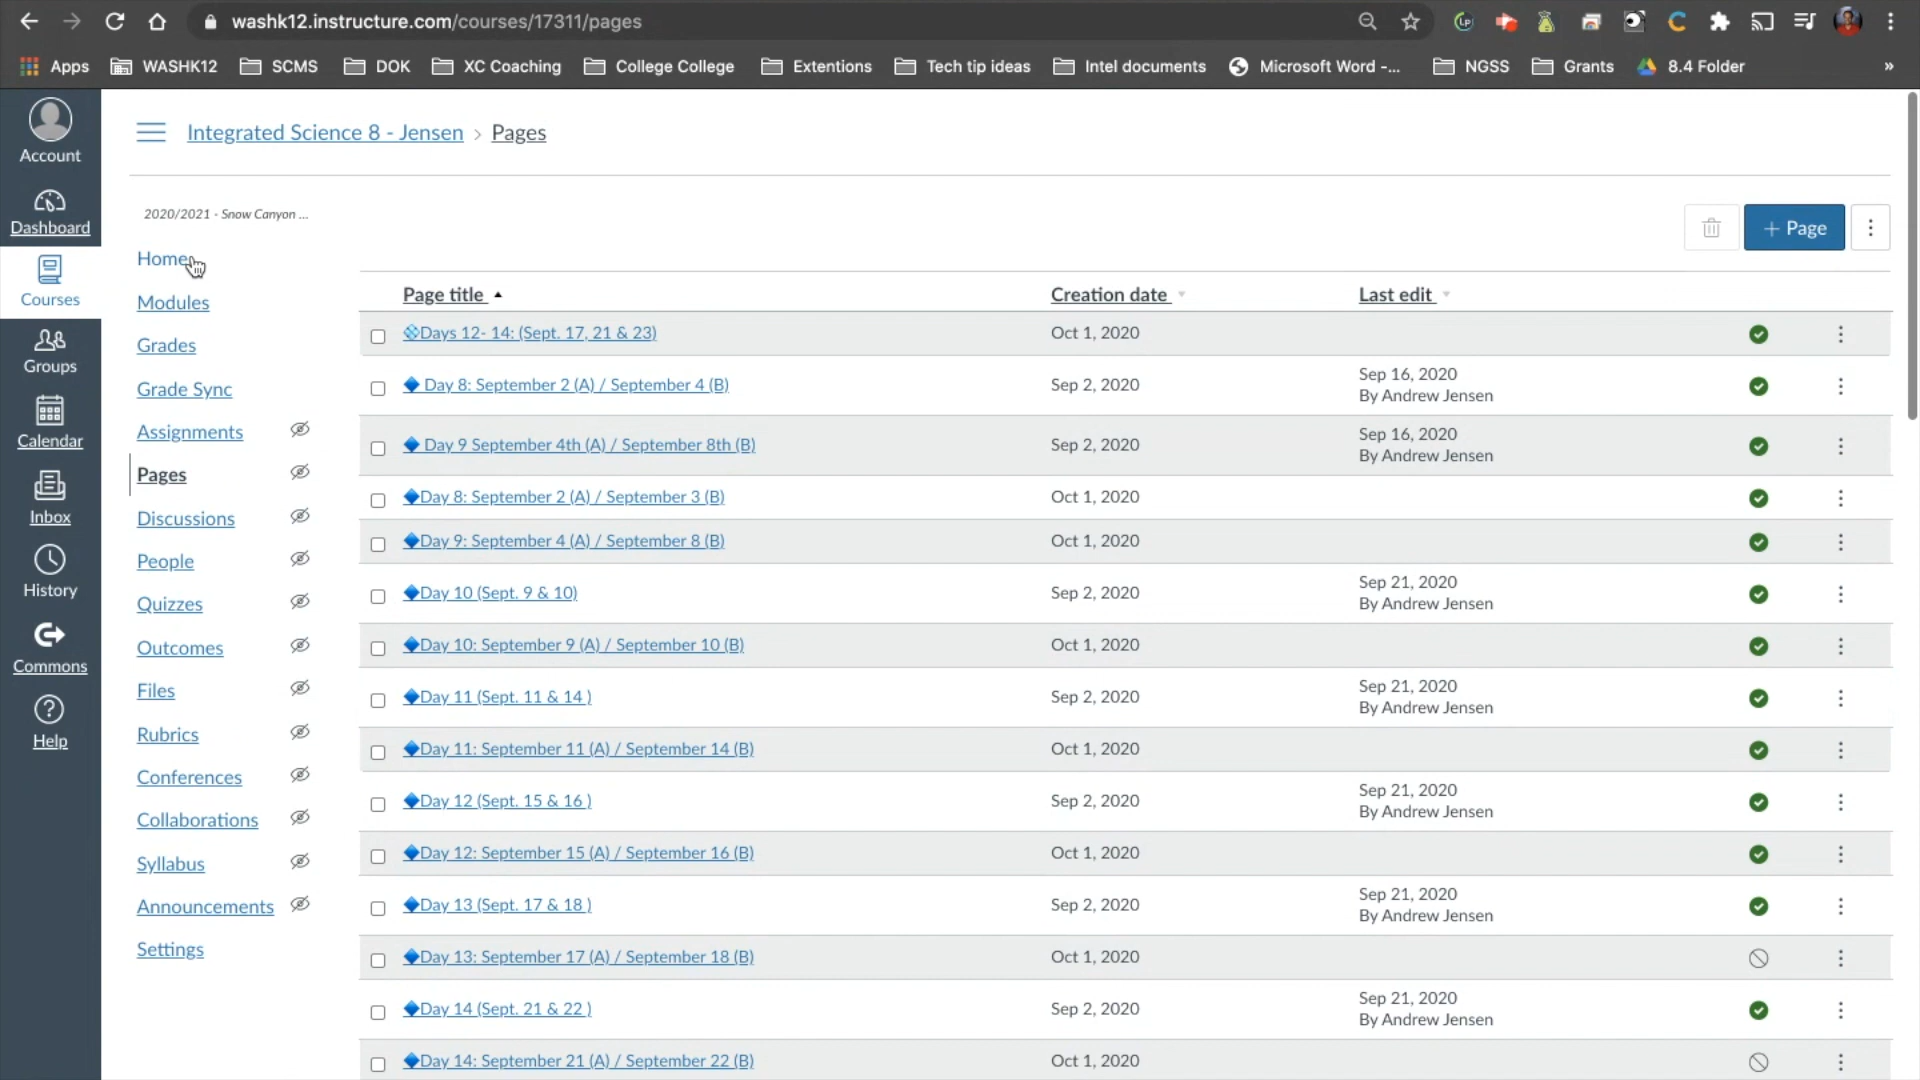 washk12.instructure.com/courses/17311/pages
Apps WASHK12 SCMS DOK XC Coaching College College Extentions Tech tip ideas Intel documents Microsoft Word -... NGSS Grants 8.4 Folder »
Account
Dashboard
Courses
Groups
Calendar
Inbox
History
Commons
Help
Integrated Science 8 - Jensen > Pages
2020/2021 - Snow Canyon ...
Home
Modules
Grades
Grade Sync
Assignments
Pages
Discussions
People
Quizzes
Outcomes
Files
Rubrics
Conferences
Collaborations
Syllabus
Announcements
Settings
+ Page
Page title Creation date Last edit
Days 12- 14: (Sept. 17, 21 & 23) Oct 1, 2020
Day 8: September 2 (A) / September 4 (B) Sep 2, 2020 Sep 16, 2020
By Andrew Jensen
Day 9 September 4th (A) / September 8th (B) Sep 2, 2020 Sep 16, 2020
By Andrew Jensen
Day 8: September 2 (A) / September 3 (B) Oct 1, 2020
Day 9: September 4 (A) / September 8 (B) Oct 1, 2020
Day 10 (Sept. 9 & 10) Sep 2, 2020 Sep 21, 2020
By Andrew Jensen
Day 10: September 9 (A) / September 10 (B) Oct 1, 2020
Day 11 (Sept. 11 & 14 ) Sep 2, 2020 Sep 21, 2020
By Andrew Jensen
Day 11: September 11 (A) / September 14 (B) Oct 1, 2020
Day 12 (Sept. 15 & 16 ) Sep 2, 2020 Sep 21, 2020
By Andrew Jensen
Day 12: September 15 (A) / September 16 (B) Oct 1, 2020
Day 13 (Sept. 17 & 18 ) Sep 2, 2020 Sep 21, 2020
By Andrew Jensen
Day 13: September 17 (A) / September 18 (B) Oct 1, 2020
Day 14 (Sept. 21 & 22 ) Sep 2, 2020 Sep 21, 2020
By Andrew Jensen
Day 14: September 21 (A) / September 22 (B) Oct 1, 2020